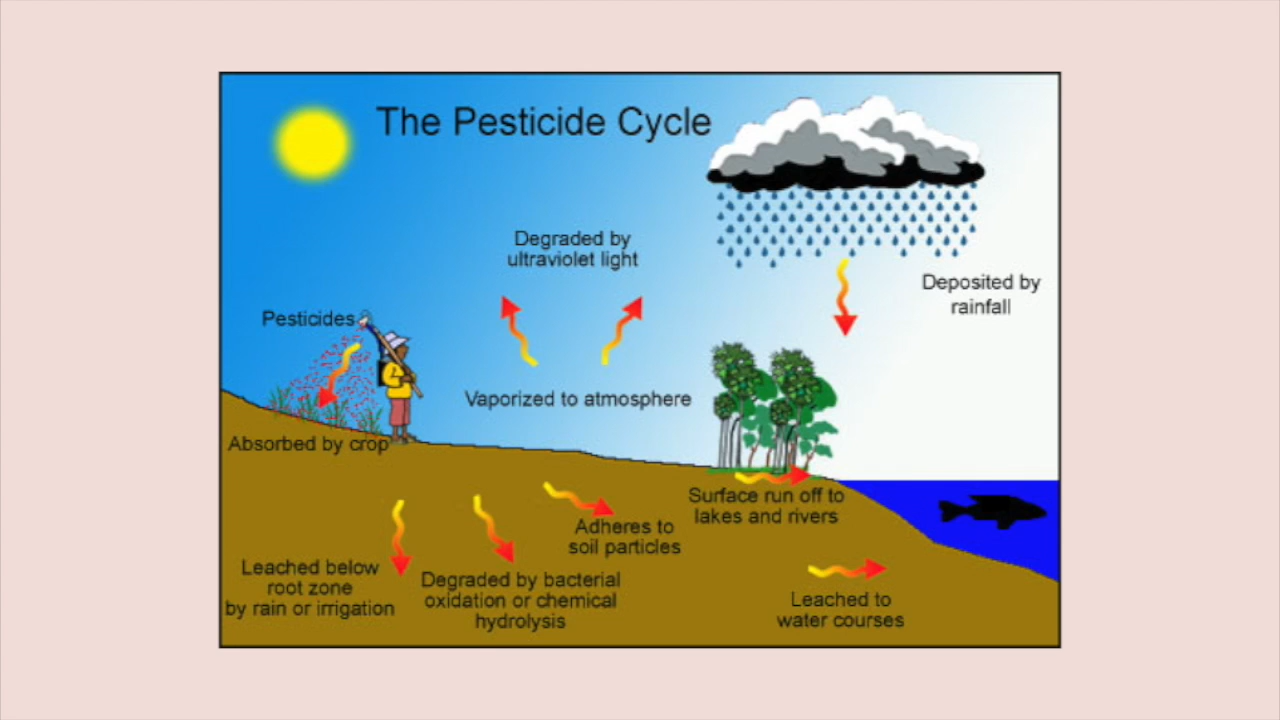 The Pesticide Cycle
Degraded by
ultraviolet light
Deposited by
rainfall
Pesticides
Vaporized to atmosphere
Absorbed by crop
Surface run off to
lakes and rivers
Adheres to
soil particles
Leached below
root zone
by rain or irrigation
Degraded by bacterial
oxidation or chemical
hydrolysis
Leached to
water courses